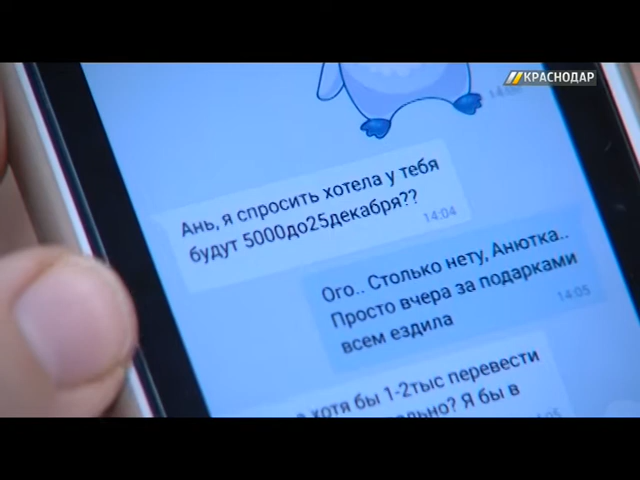 КРАСНОДАР
14:00
Ань, я спросить хотела у тебя
будут 5000до25декабря??
14:04
Ого.. Столько нету, Анютка..
Просто вчера за подарками
всем ездила
14:05
хотя бы 1-2тыс перевести
Я бы в